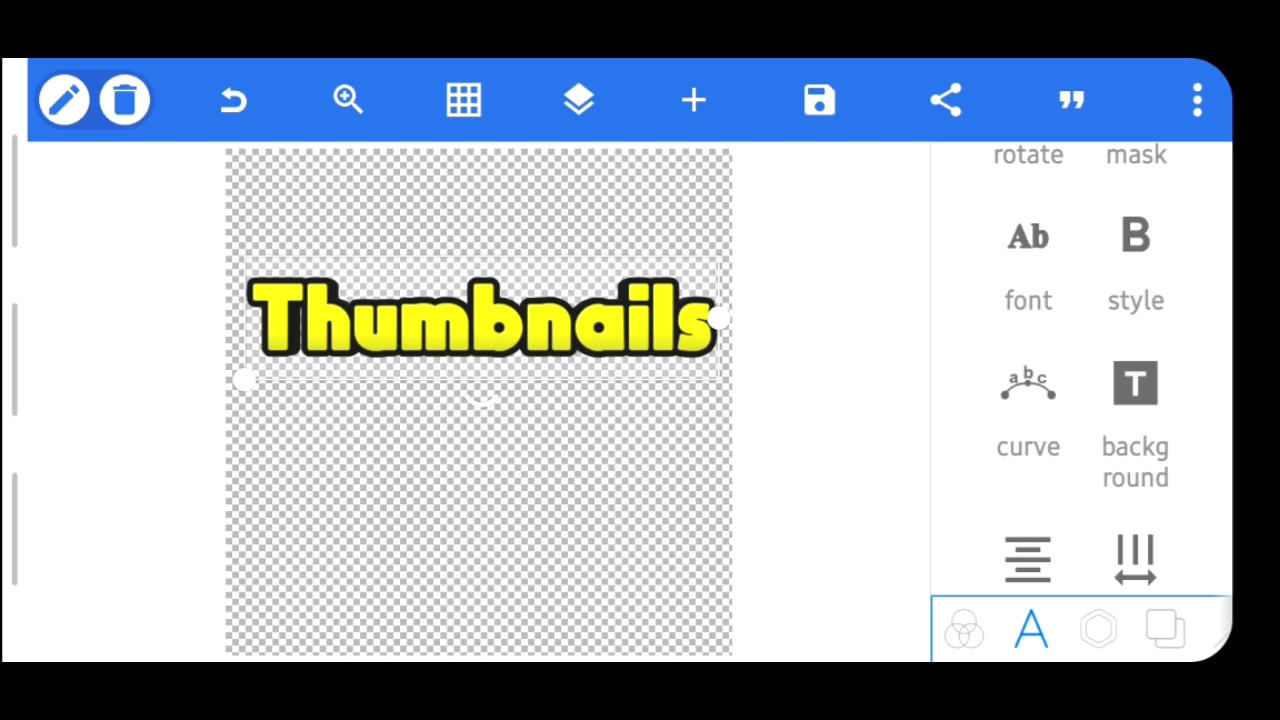 rotate mask
Thumbnails
Ab B
font style
abc T
curve backg
round
A